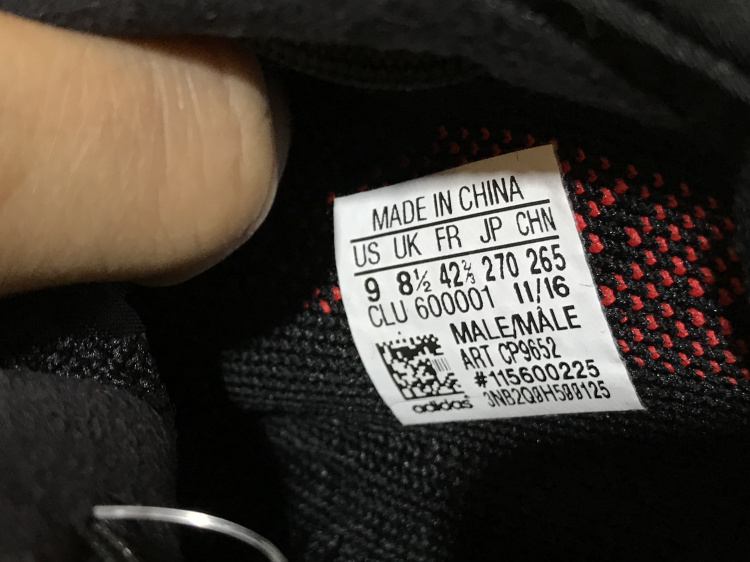 MADE IN CHINA
US UK FR JP CHN
9 8½ 42⅔ 270 265
CLU 600001 11/16
MALE/MÂLE
ART CP9652
#115600225
adidas